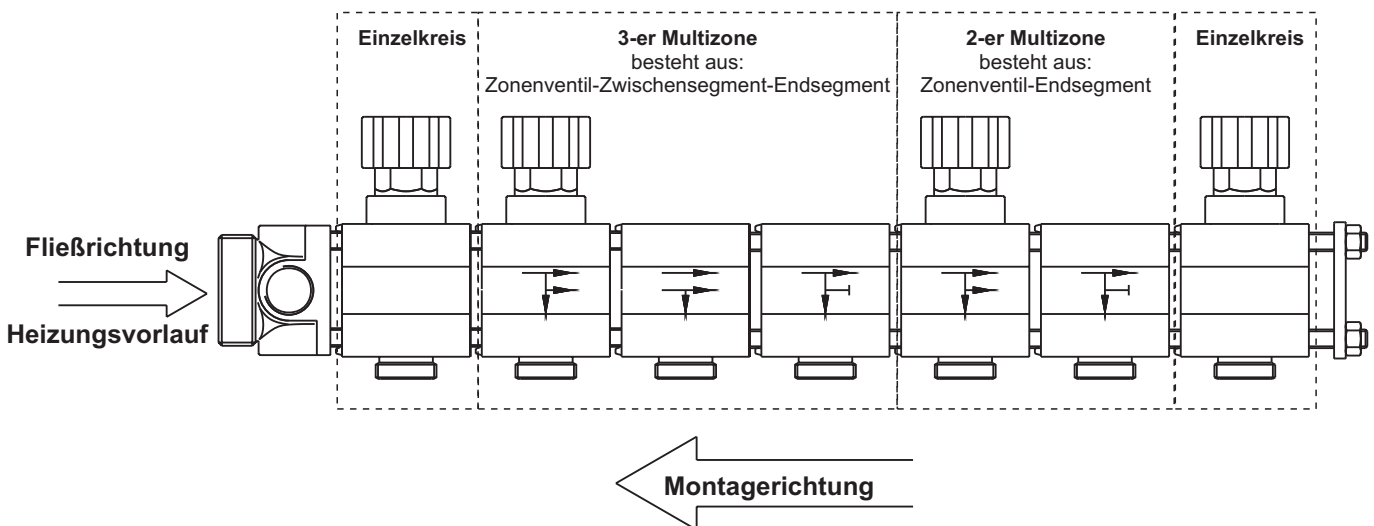 Einzelkreis
3-er Multizone
besteht aus:
Zonenventil-Zwischensegment-Endsegment
2-er Multizone
besteht aus:
Zonenventil-Endsegment
Einzelkreis
Fließrichtung
Heizungsvorlauf
Montagerichtung